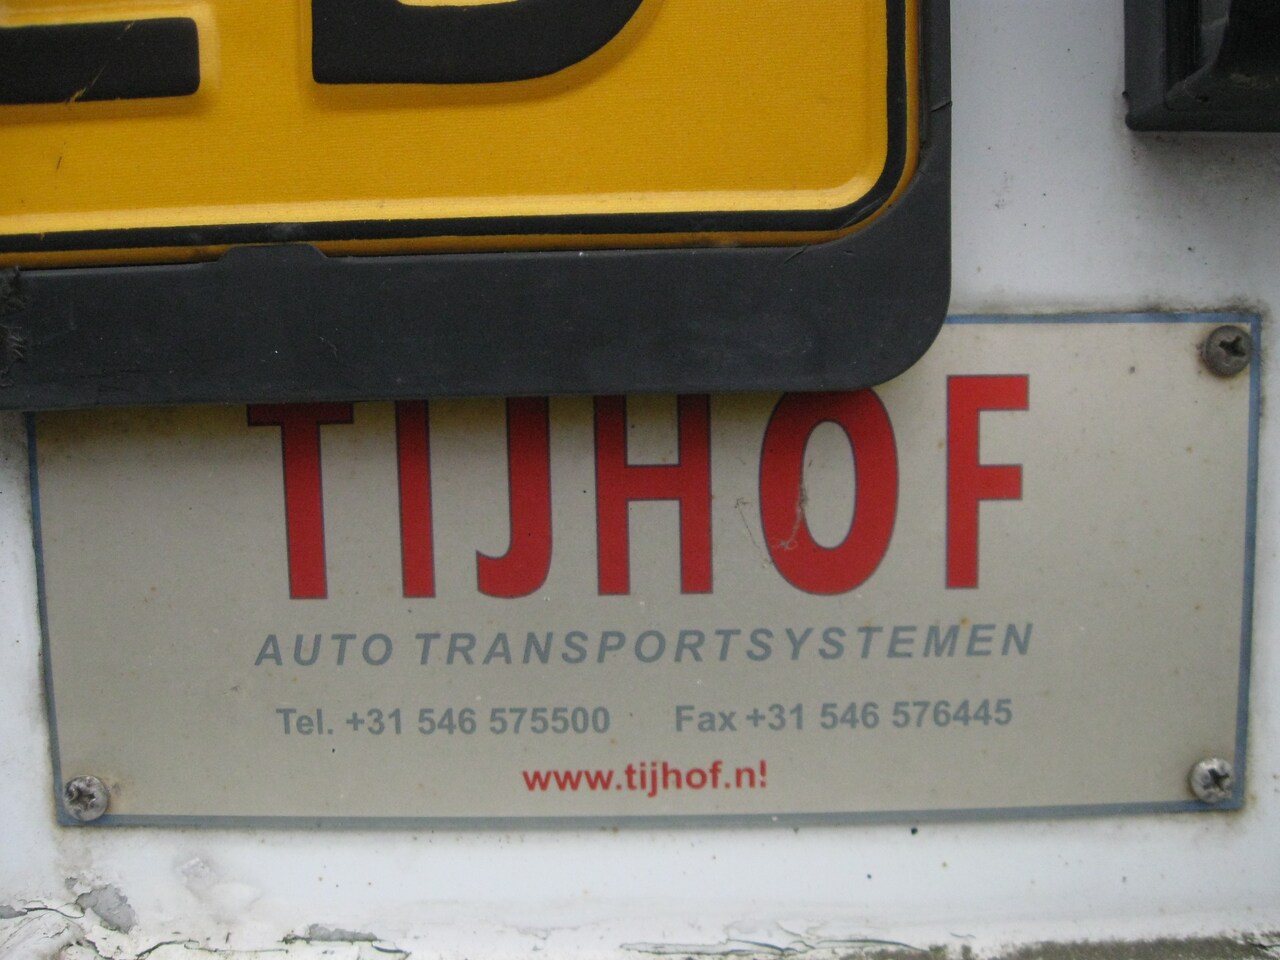 TIJHOF
AUTO TRANSPORTSYSTEMEN
Tel. +31 546 575500 Fax +31 546 576445
www.tijhof.n!